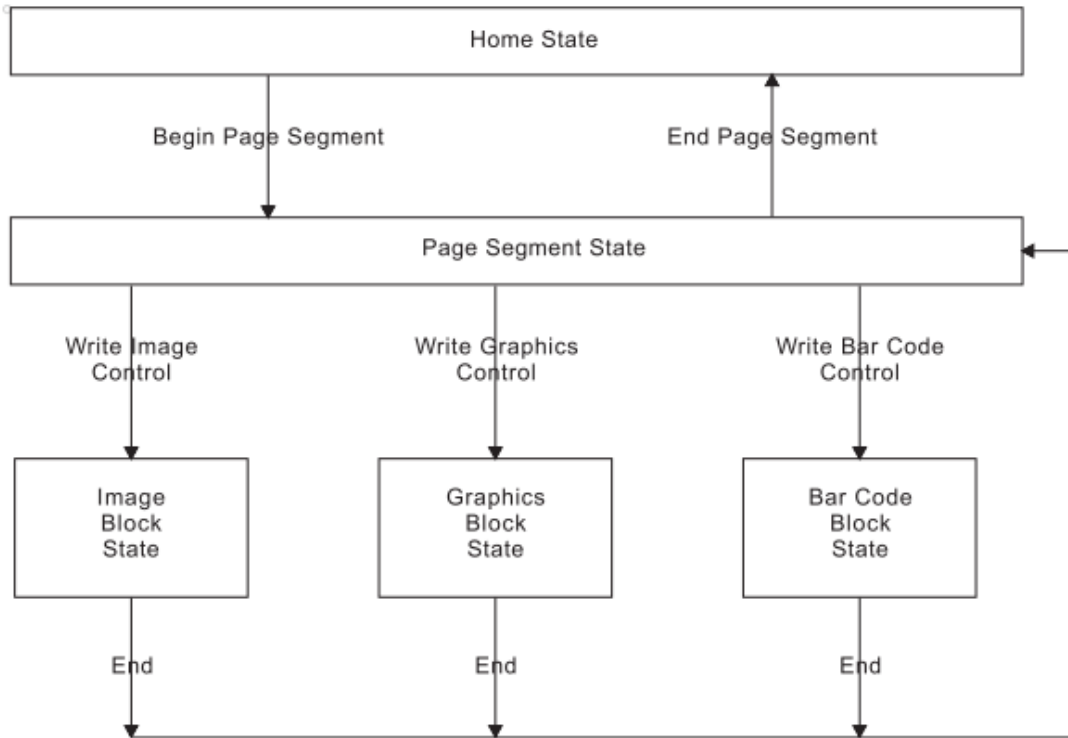 Home State
Begin Page Segment
End Page Segment
Page Segment State
Write Image
Control
Write Graphics
Control
Write Bar Code
Control
Image
Block
State
Graphics
Block
State
Bar Code
Block
State
End
End
End